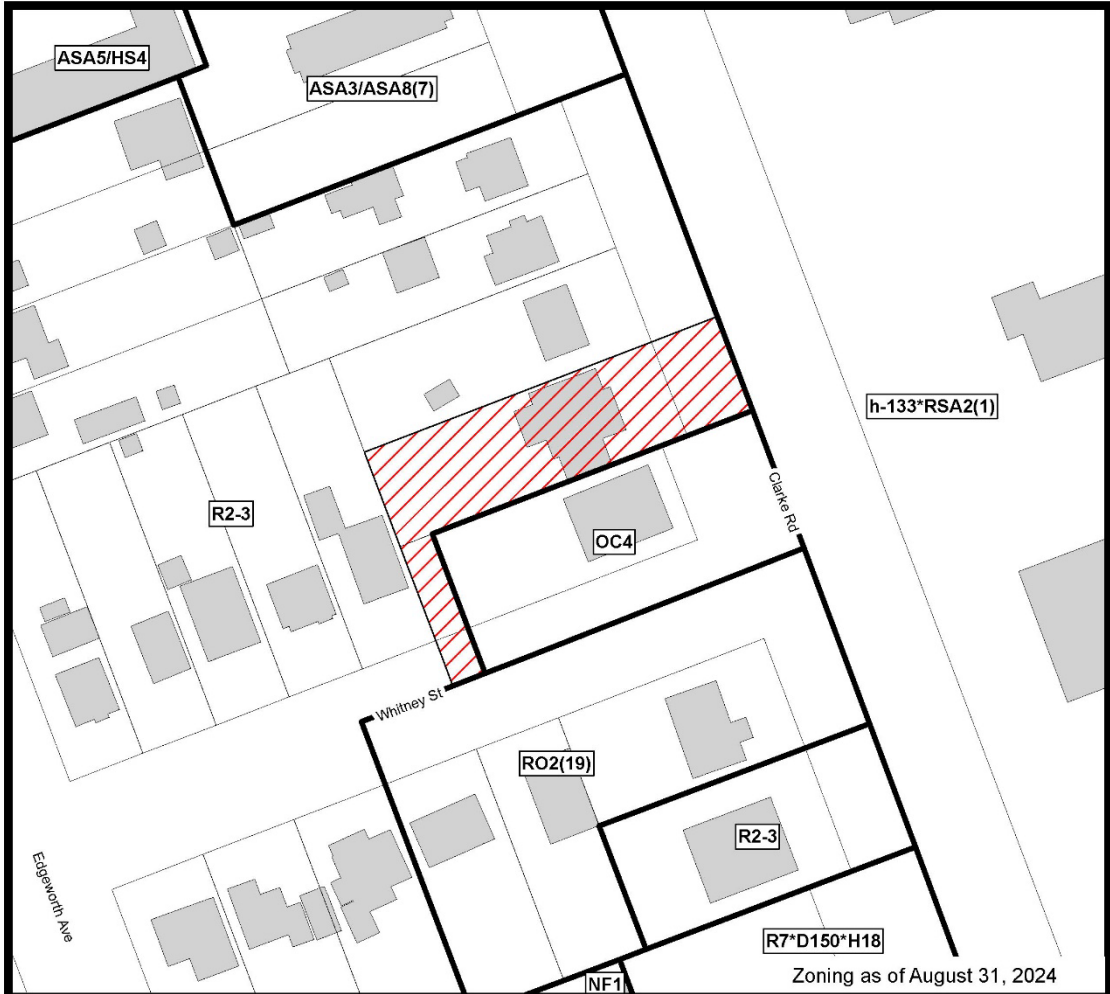 ASA5/HS4
ASA3/ASA8(7)
h-133*RSA2(1)
Clarke Rd
R2-3
OC4
Whitney St
RO2(19)
R2-3
Edgeworth Ave
R7*D150*H18
Zoning as of August 31, 2024
NF1